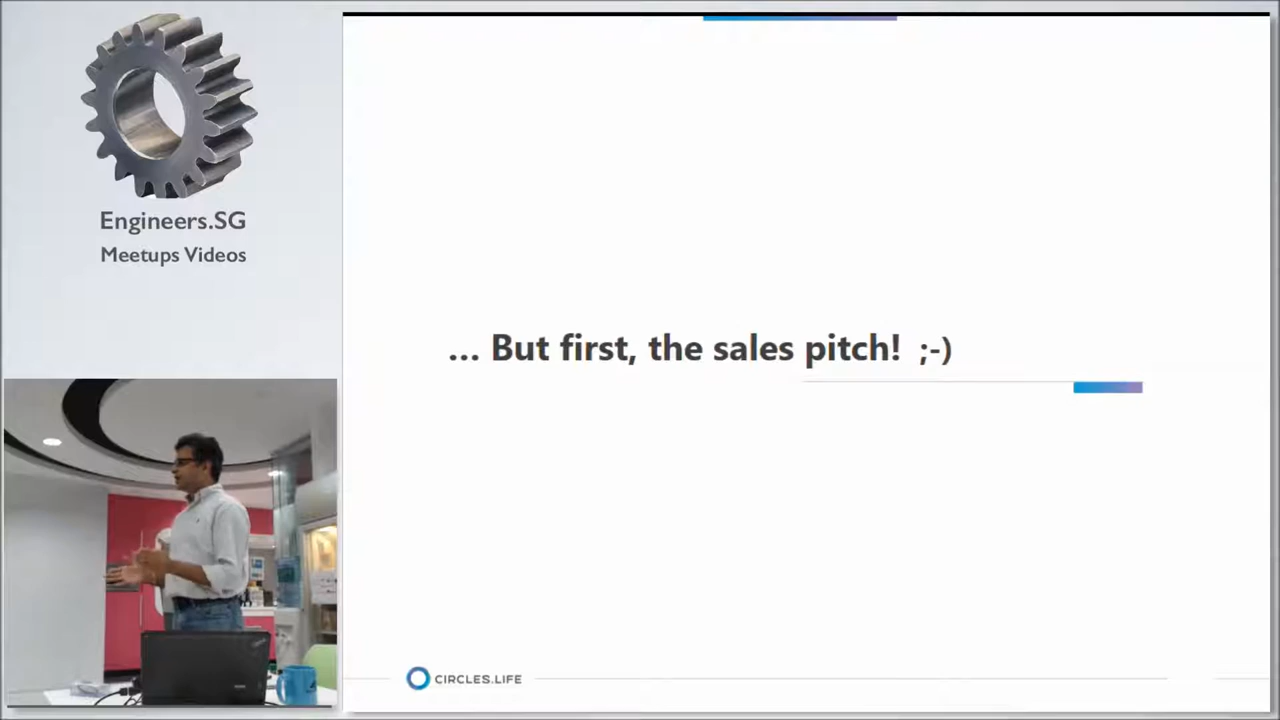 Engineers.SG
Meetups Videos
... But first, the sales pitch! ;-)
CIRCLES.LIFE